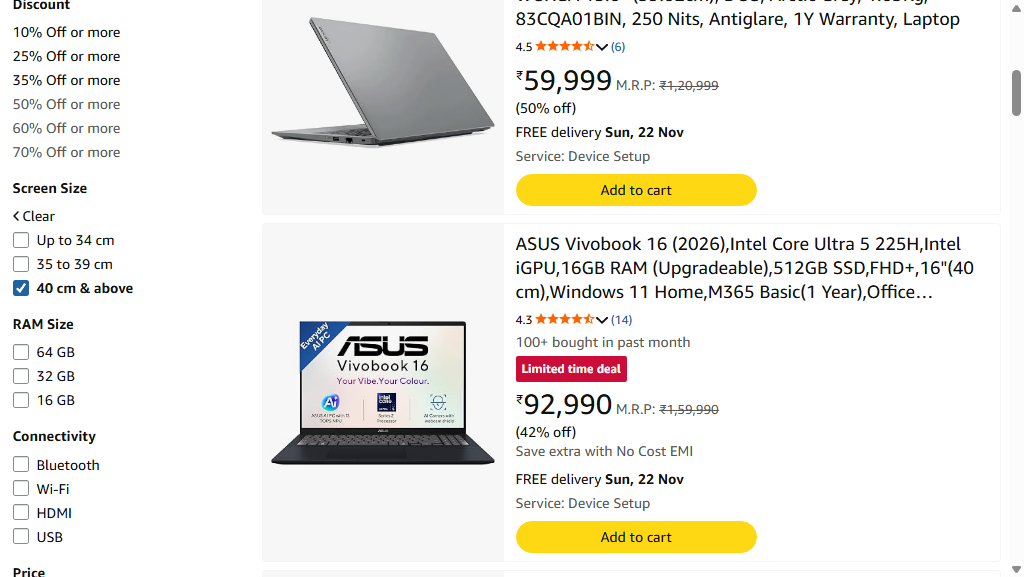 Discount
10% Off or more
25% Off or more
35% Off or more
50% Off or more
60% Off or more
70% Off or more
Screen Size
Clear
Up to 34 cm
35 to 39 cm
40 cm & above
RAM Size
64 GB
32 GB
16 GB
Connectivity
Bluetooth
Wi-Fi
HDMI
USB
Price
83CQA01BIN, 250 Nits, Antiglare, 1Y Warranty, Laptop
4.5 (6)
₹59,999 M.R.P: ₹1,20,999
(50% off)
FREE delivery Sun, 22 Nov
Service: Device Setup
Add to cart
Everyday AI PC
ASUS
Vivobook 16
Your Vibe.Your Colour.
Ai
intel CORE
ASUS Vivobook 16 (2026),Intel Core Ultra 5 225H,Intel
iGPU,16GB RAM (Upgradeable),512GB SSD,FHD+,16"(40
cm),Windows 11 Home,M365 Basic(1 Year),Office…
4.3 (14)
100+ bought in past month
Limited time deal
₹92,990 M.R.P: ₹1,59,990
(42% off)
Save extra with No Cost EMI
FREE delivery Sun, 22 Nov
Service: Device Setup
Add to cart